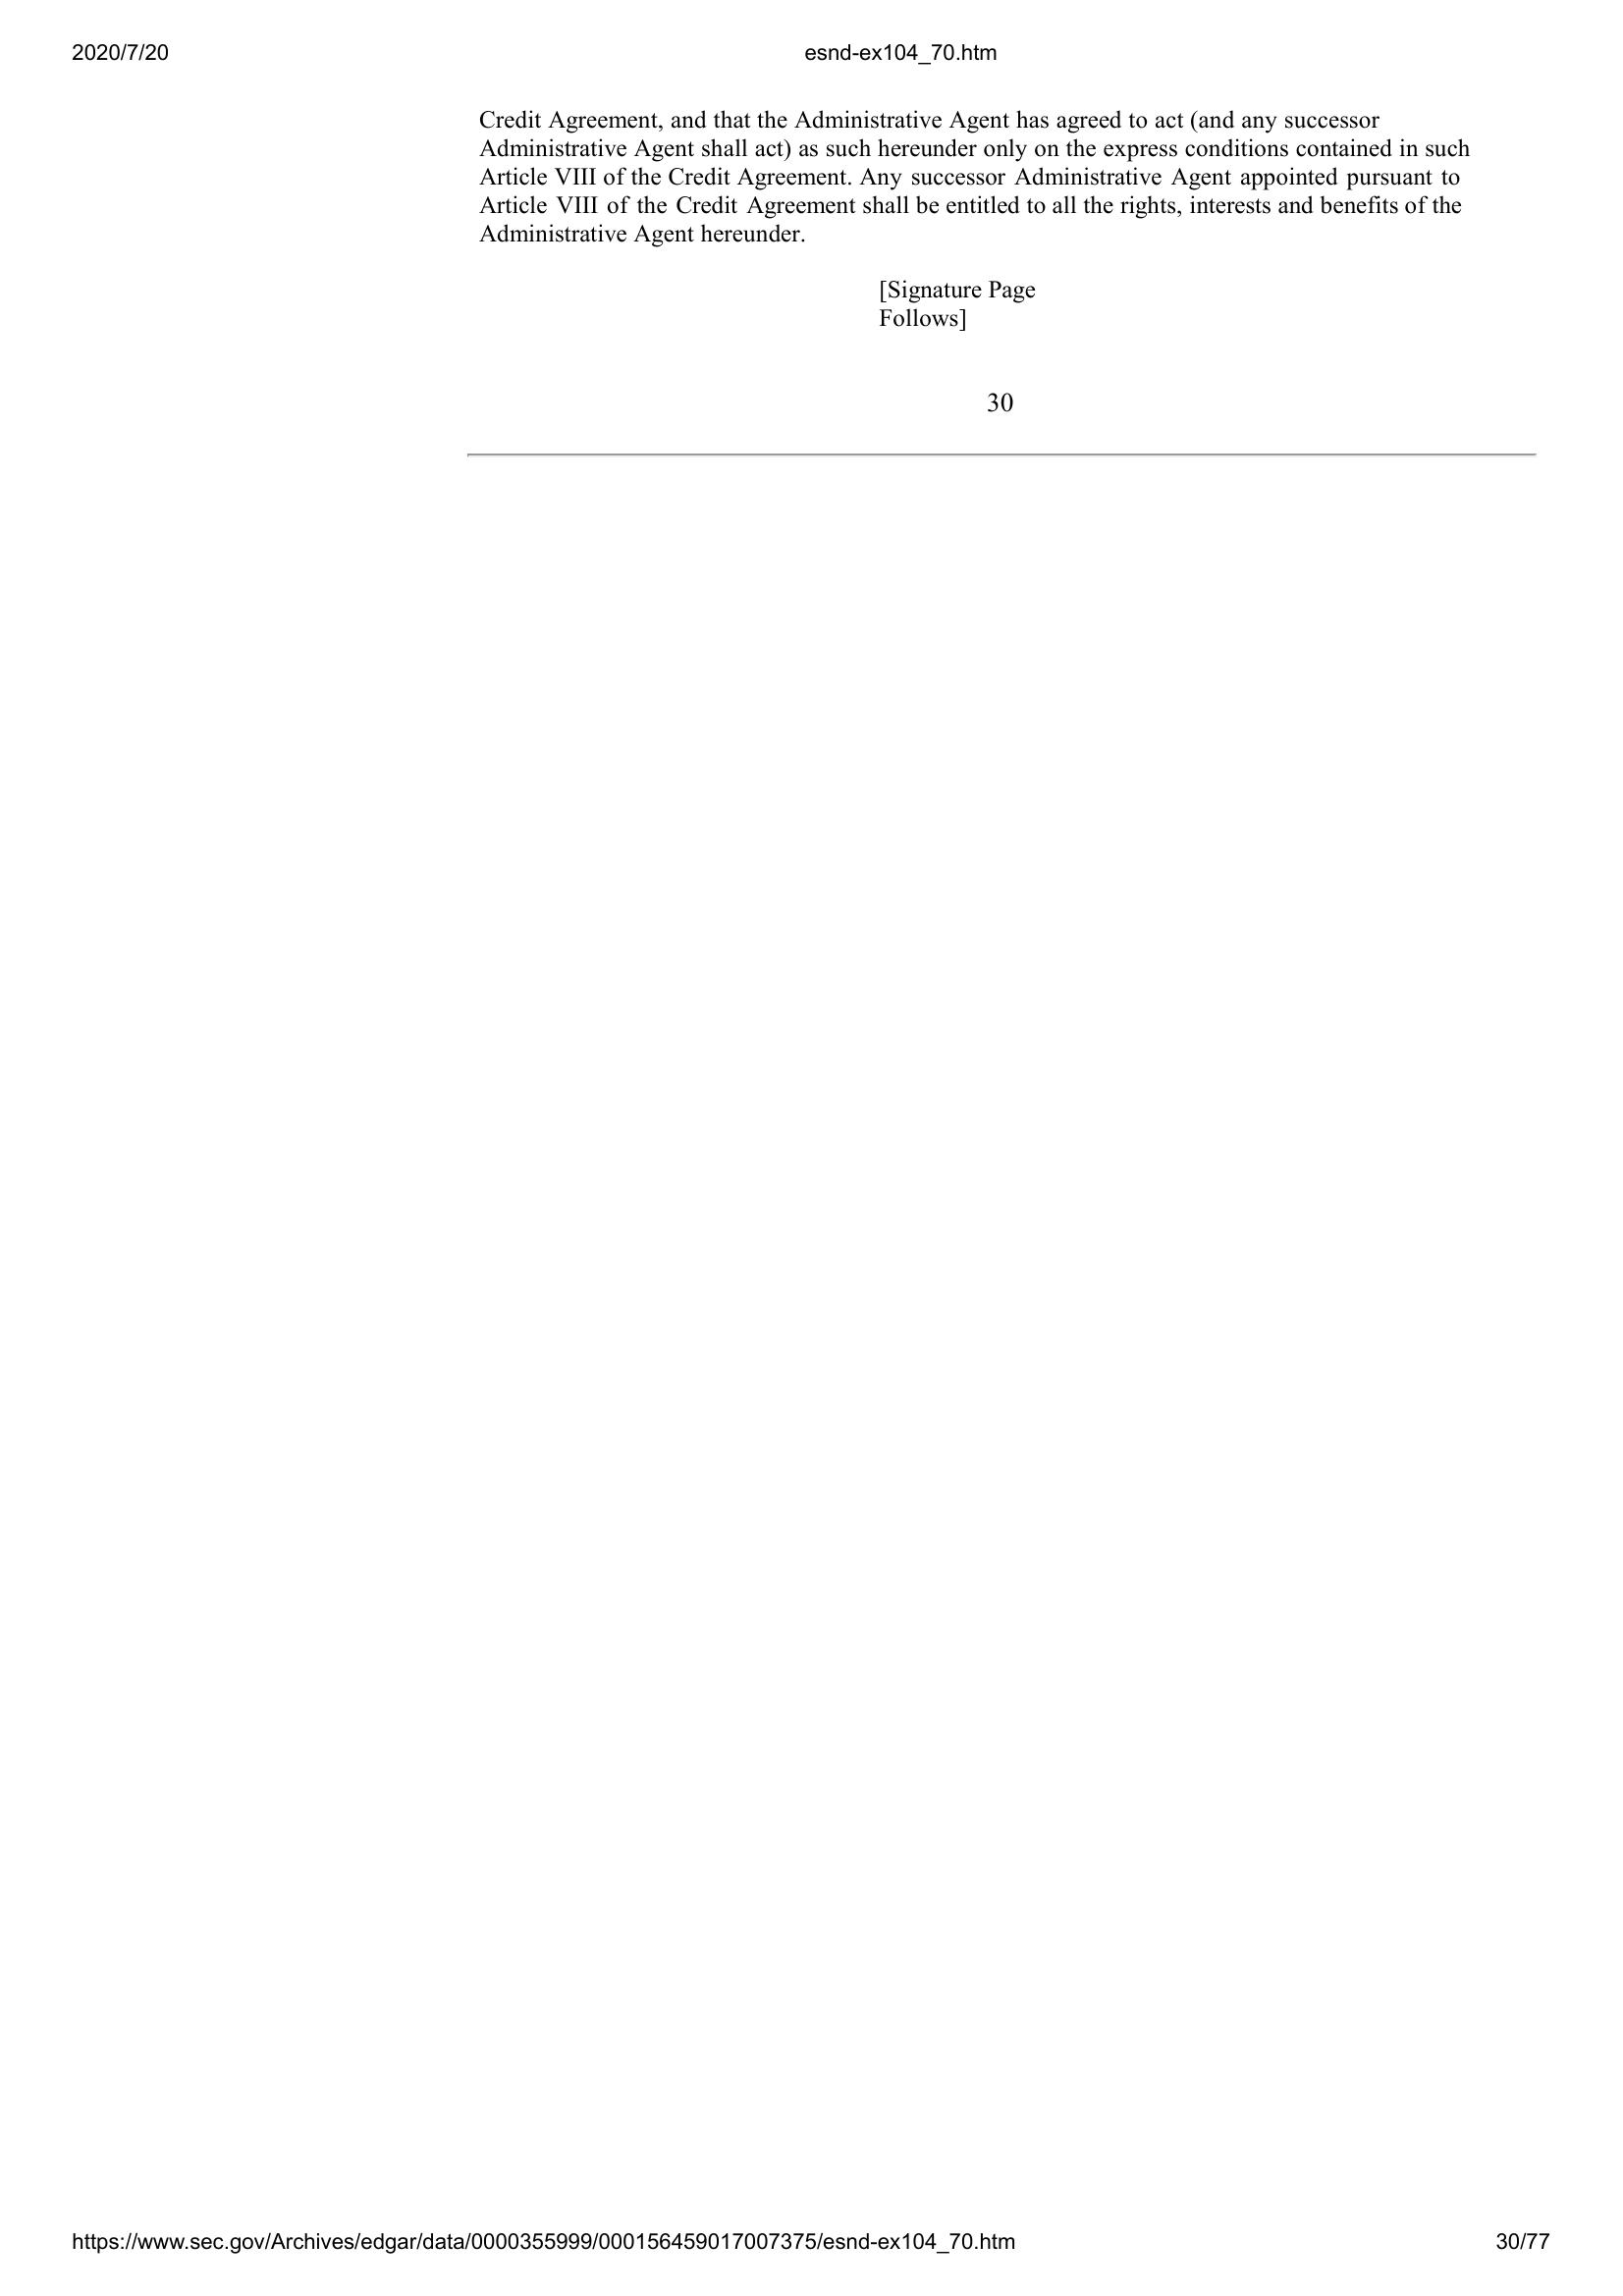 2020/7/20 esnd-ex104_70.htm
Credit Agreement, and that the Administrative Agent has agreed to act (and any successor
Administrative Agent shall act) as such hereunder only on the express conditions contained in such
Article VIII of the Credit Agreement. Any successor Administrative Agent appointed pursuant to
Article VIII of the Credit Agreement shall be entitled to all the rights, interests and benefits of the
Administrative Agent hereunder.
[Signature Page
Follows]
30
https://www.sec.gov/Archives/edgar/data/0000355999/000156459017007375/esnd-ex104_70.htm 30/77